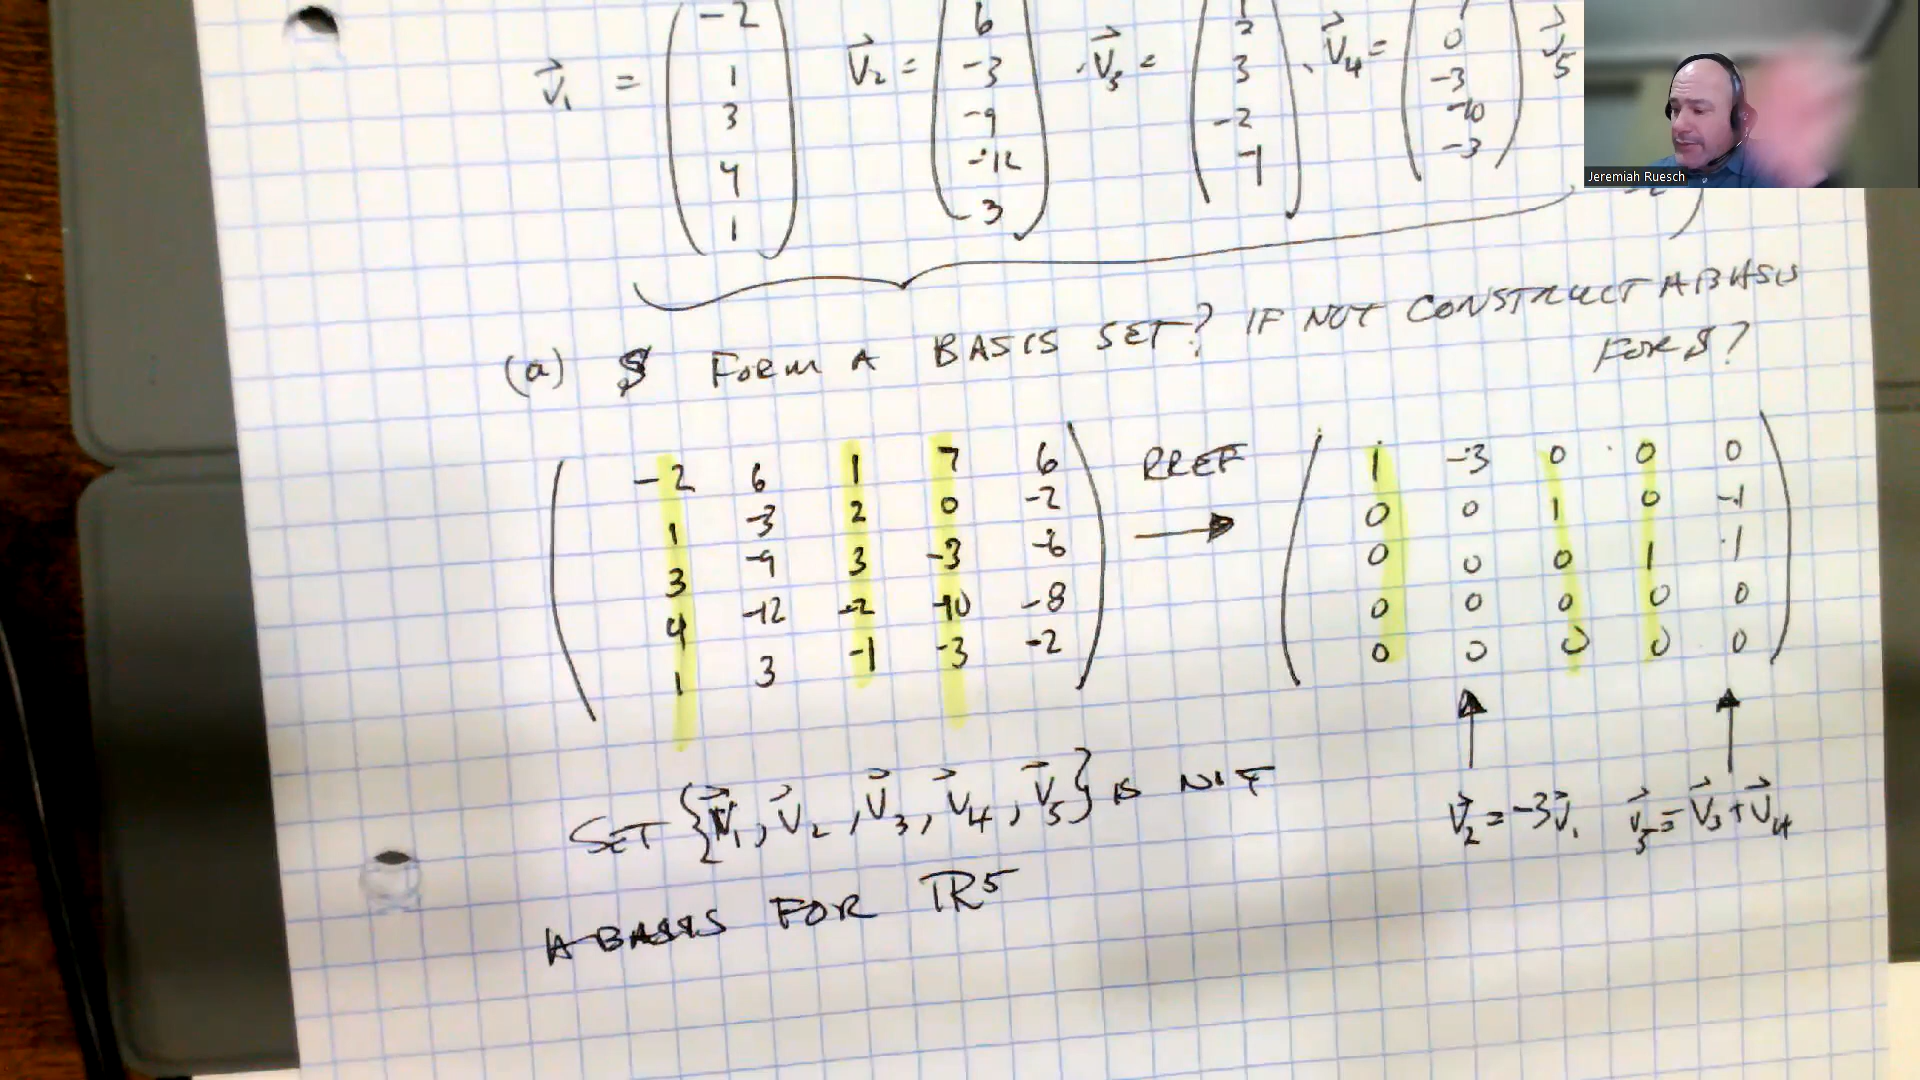 v⃗₁ = ( -2 1 3 4 1 ) v⃗₂ = ( 6 -3 -9 -12 3 ) , v⃗₃ = ( 2 3 -2 -1 ) , v⃗₄ = ( 0 -3 -10 -3 ) v⃗₅
Jeremiah Ruesch
(a) S FORM A BASIS SET? IF NOT CONSTRUCT A BASIS
FOR S?
-2 6 1 7 6
1 -3 2 0 -2
3 -9 3 -3 -6
4 -12 -2 -10 -8
1 3 -1 -3 -2
RREF
→
1 -3 0 0 0
0 0 1 0 -1
0 0 0 1 1
0 0 0 0 0
0 0 0 0 0
SET {v⃗₁, v⃗₂, v⃗₃, v⃗₄, v⃗₅} IS NOT
A BASIS FOR ℝ⁵
v⃗₂ = -3v⃗₁ v⃗₅ = v⃗₃ + v⃗₄